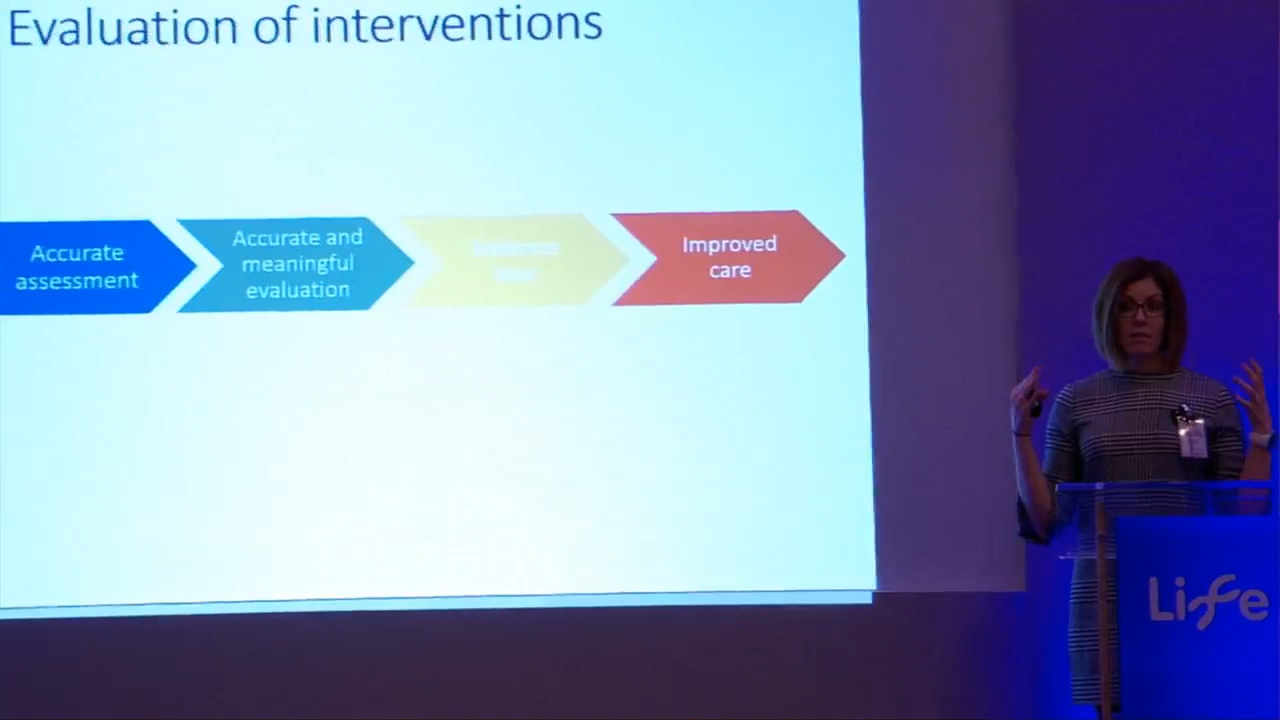 Evaluation of interventions
Accurate
assessment
Accurate and
meaningful
evaluation
Improved
care
Life